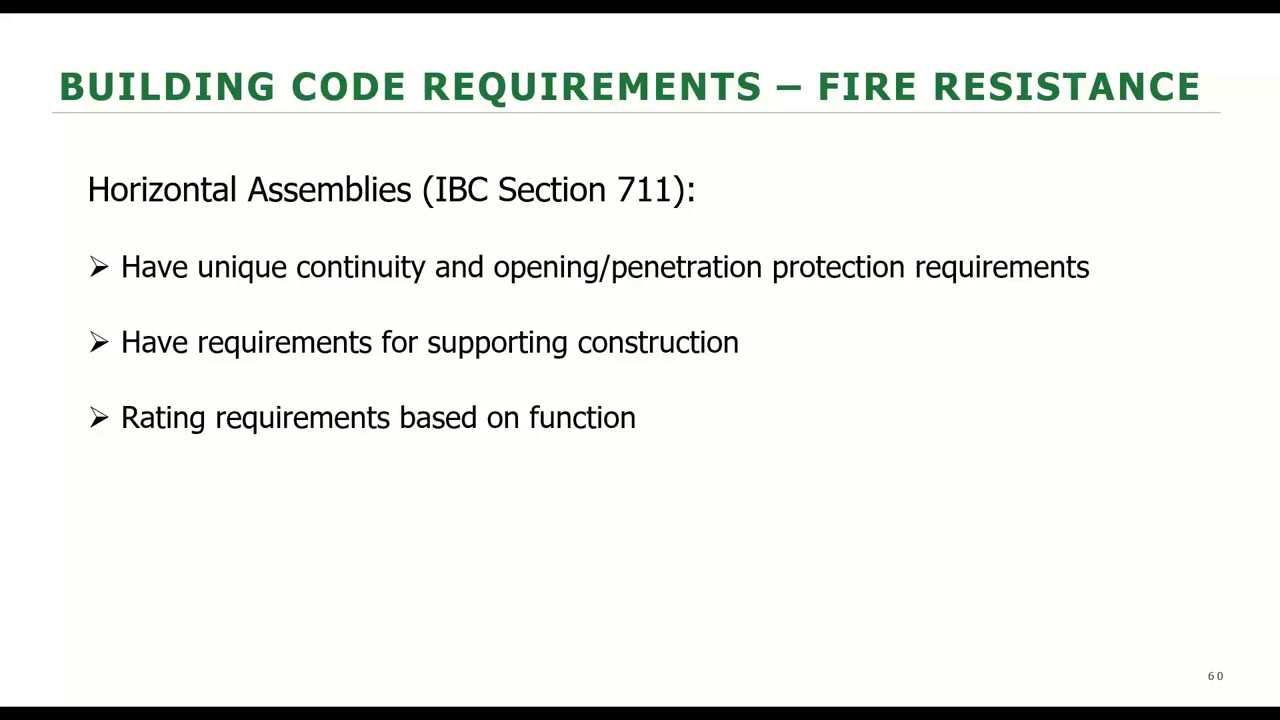 BUILDING CODE REQUIREMENTS – FIRE RESISTANCE
Horizontal Assemblies (IBC Section 711):
➢ Have unique continuity and opening/penetration protection requirements
➢ Have requirements for supporting construction
➢ Rating requirements based on function
60